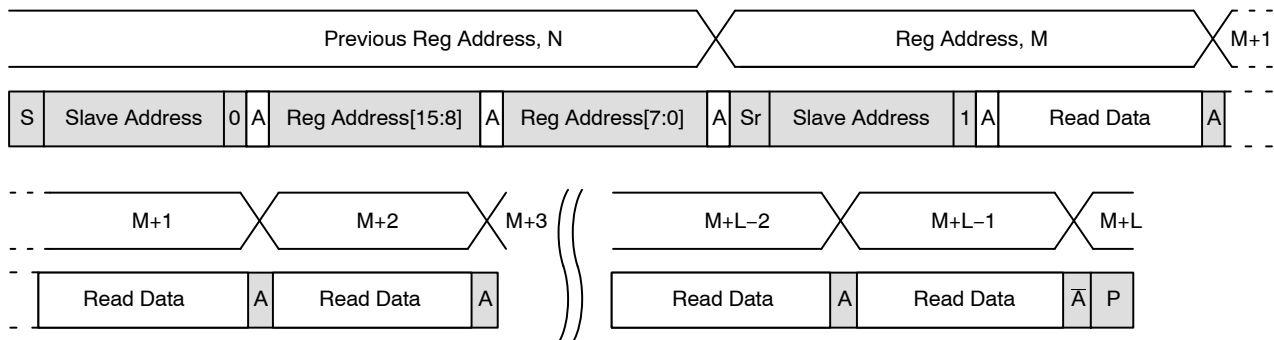 Previous Reg Address, N Reg Address, M M+1
S Slave Address 0 A Reg Address[15:8] A Reg Address[7:0] A Sr Slave Address 1 A Read Data A
M+1 M+2 M+3 M+L−2 M+L−1 M+L
Read Data A Read Data A Read Data A Read Data A̅ P